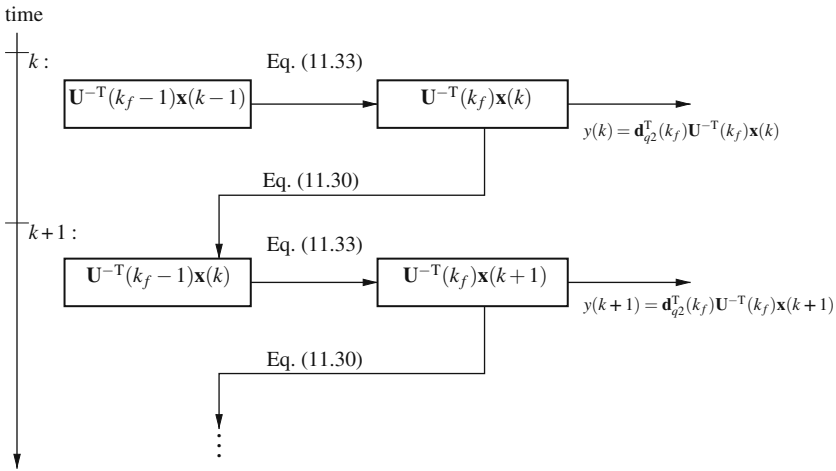 time
k :
Eq. (11.33)
U⁻ᵀ(k_f − 1)x(k−1)
U⁻ᵀ(k_f)x(k)
y(k) = d_{q2}^T(k_f)U⁻ᵀ(k_f)x(k)
Eq. (11.30)
k+1 :
Eq. (11.33)
U⁻ᵀ(k_f − 1)x(k)
U⁻ᵀ(k_f)x(k+1)
y(k+1) = d_{q2}^T(k_f)U⁻ᵀ(k_f)x(k+1)
Eq. (11.30)
⋮